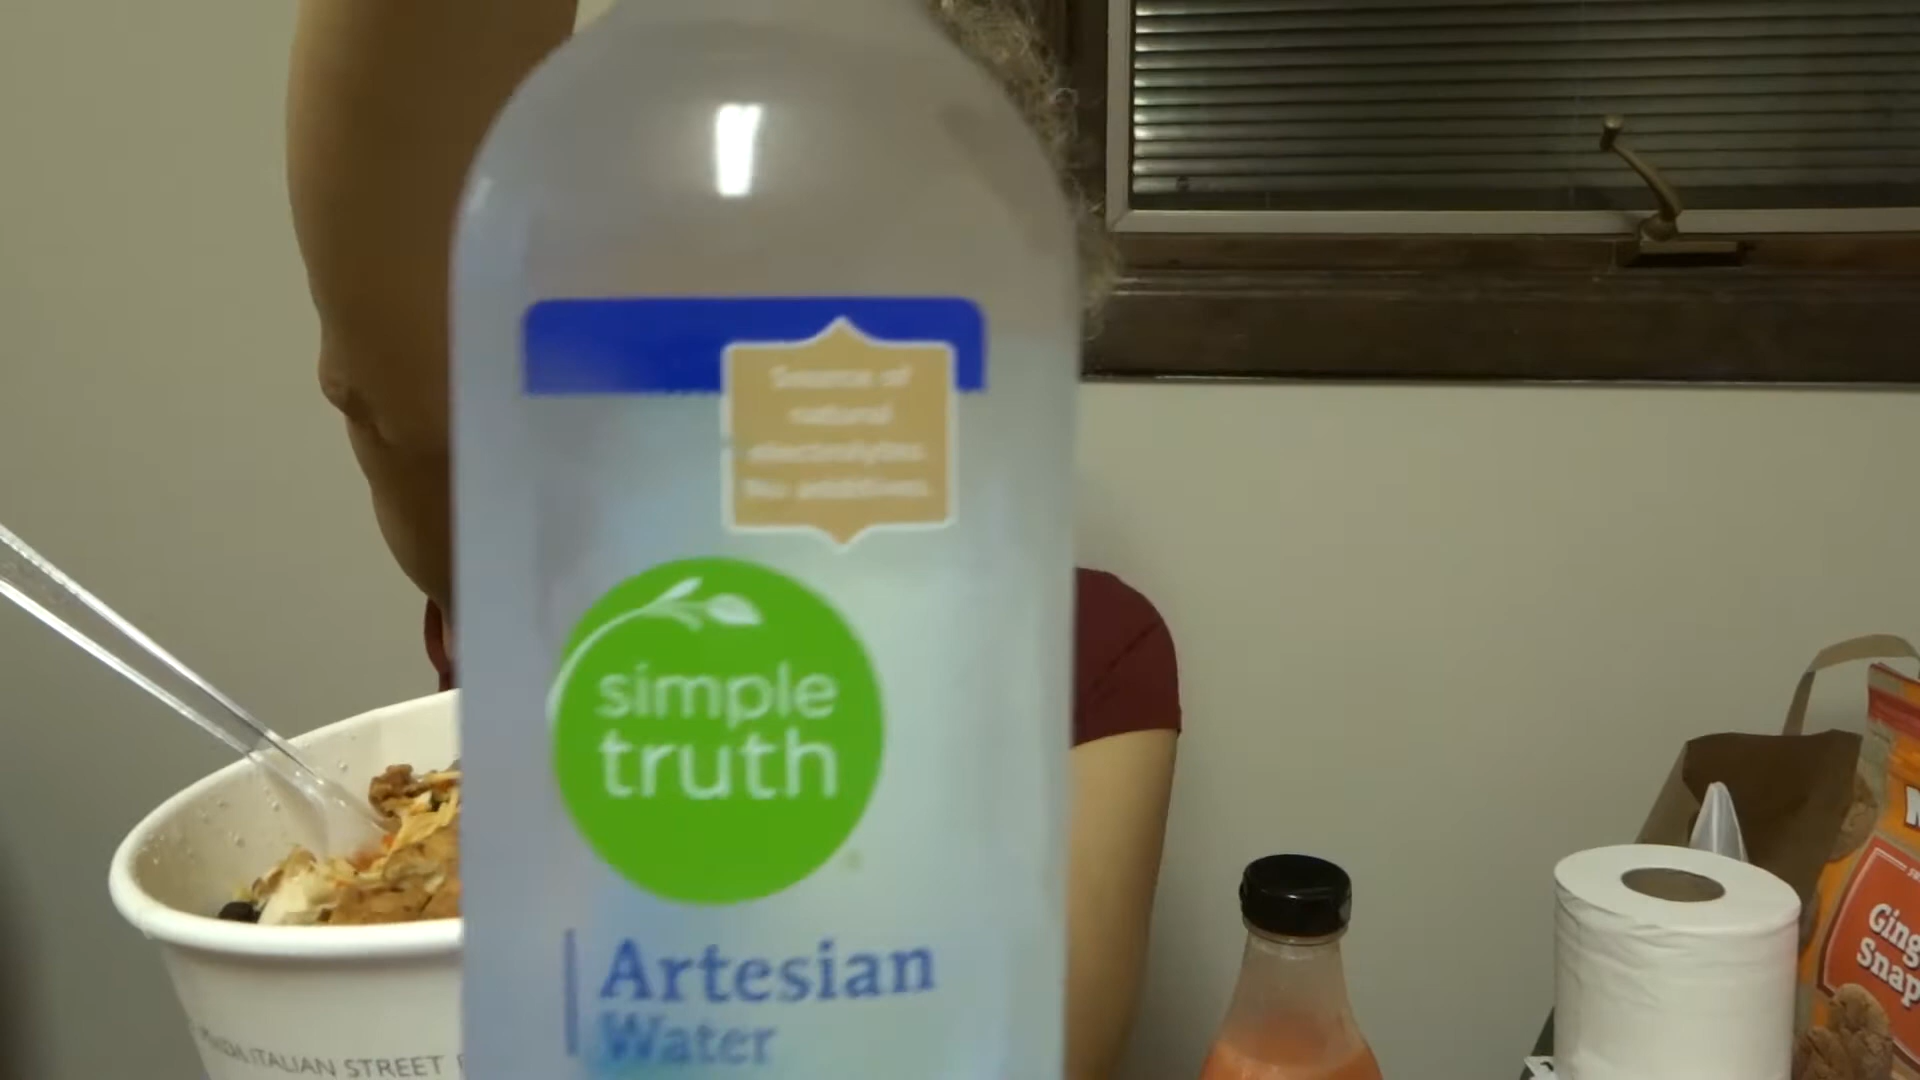 Source of
natural
electrolytes.
No additives.
simple
truth
Artesian
Water
ITALIAN STREET
Ging
Snap